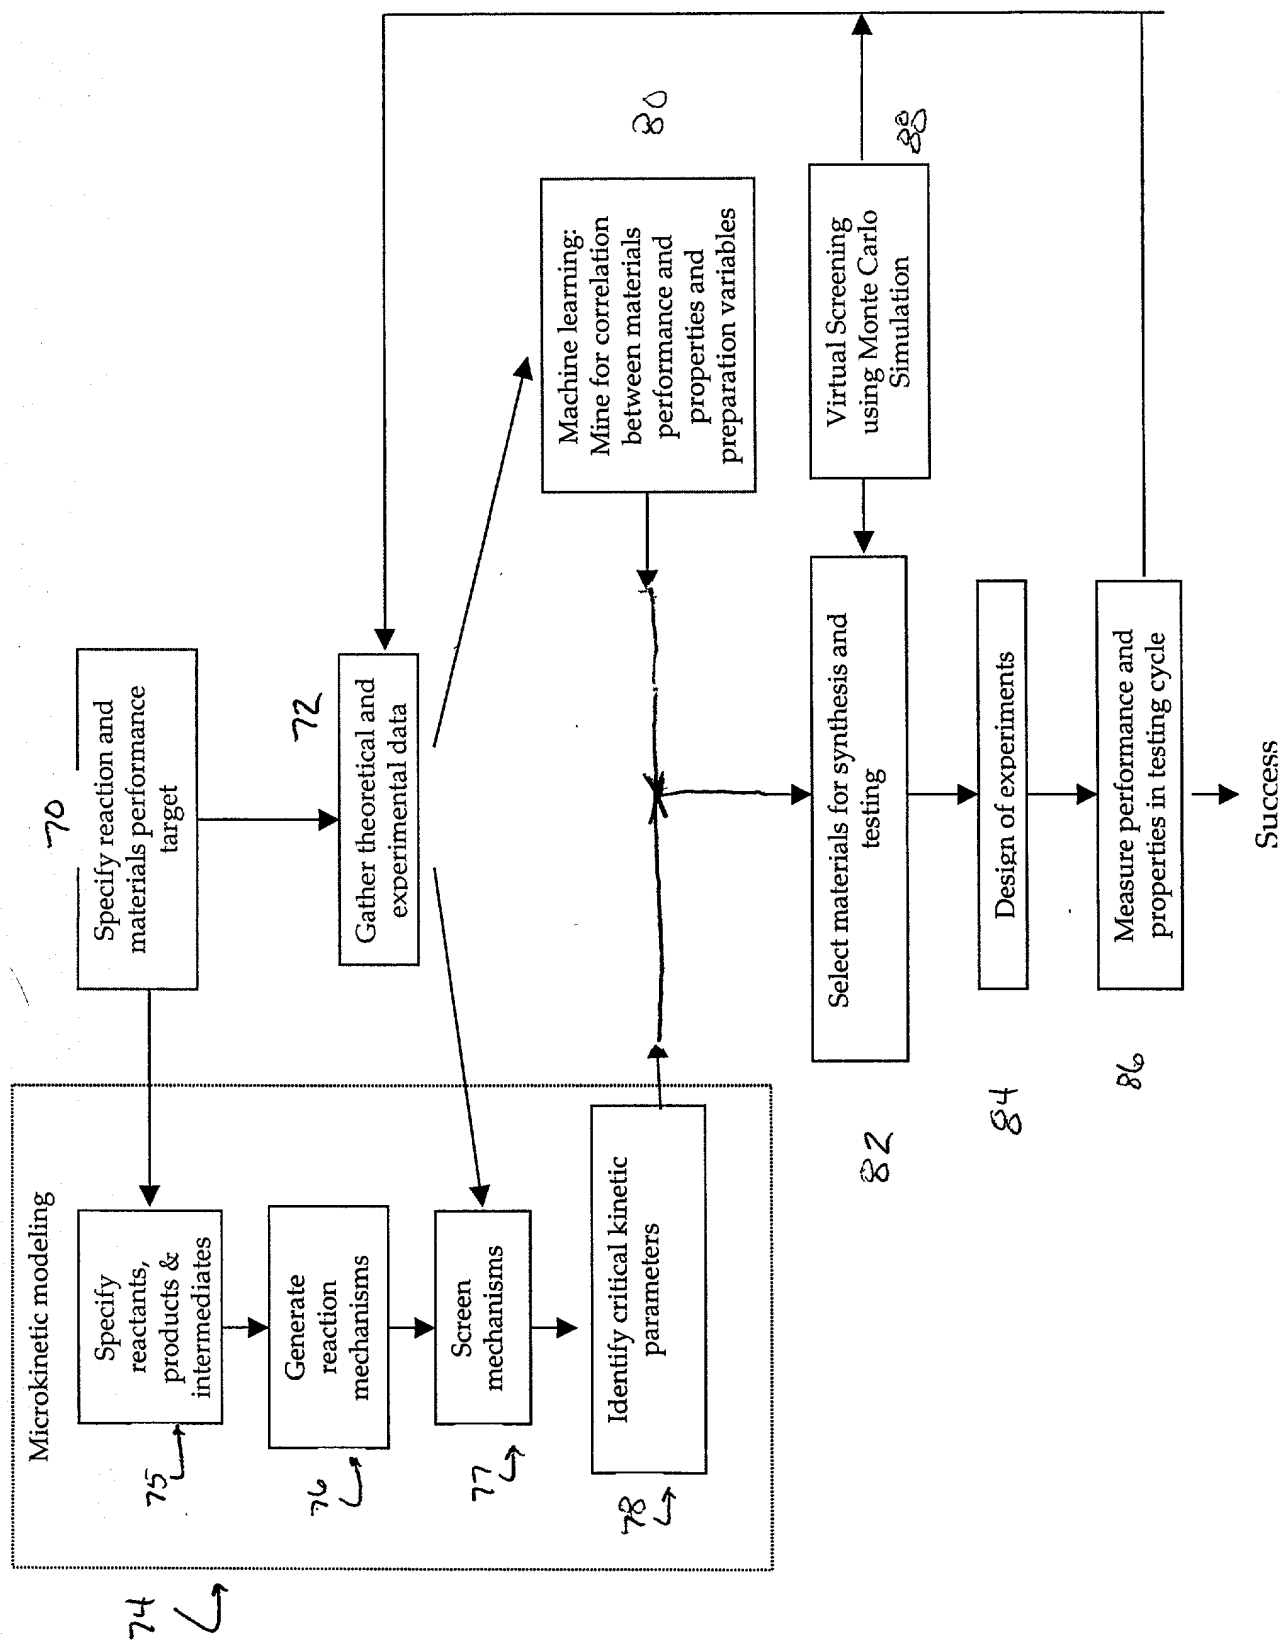 70
Specify reaction and
materials performance
target
72
Gather theoretical and
experimental data
74
Microkinetic modeling
75
Specify
reactants,
products &
intermediates
76
Generate
reaction
mechanisms
77
Screen
mechanisms
78
Identify critical kinetic
parameters
80
Machine learning:
Mine for correlation
between materials
performance and
properties and
preparation variables
82
Select materials for synthesis and
testing
88
Virtual Screening
using Monte Carlo
Simulation
84
Design of experiments
86
Measure performance and
properties in testing cycle
Success